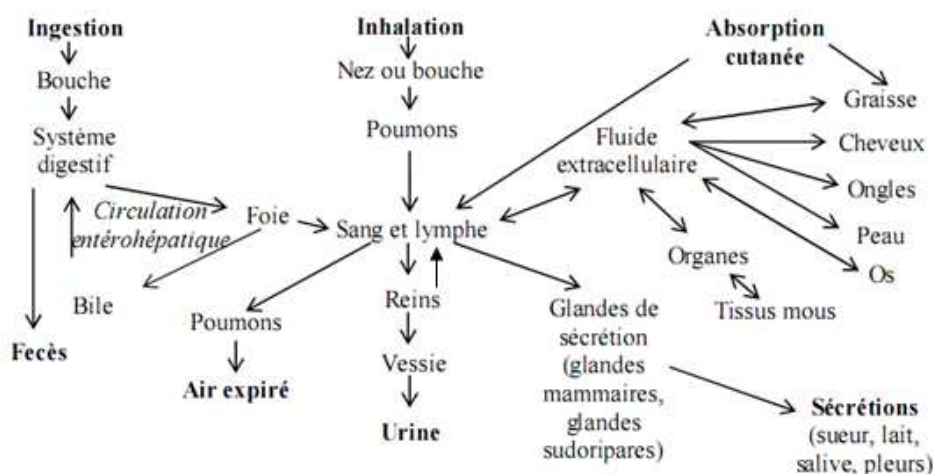 Ingestion
Bouche
Système
digestif
Circulation
entérohépatique
Foie
Bile
Fecès
Inhalation
Nez ou bouche
Poumons
Sang et lymphe
Poumons
Air expiré
Reins
Vessie
Urine
Absorption
cutanée
Fluide
extracellulaire
Graisse
Cheveux
Ongles
Peau
Os
Organes
Tissus mous
Glandes de
sécrétion
(glandes
mammaires,
glandes
sudoripares)
Sécrétions
(sueur, lait,
salive, pleurs)